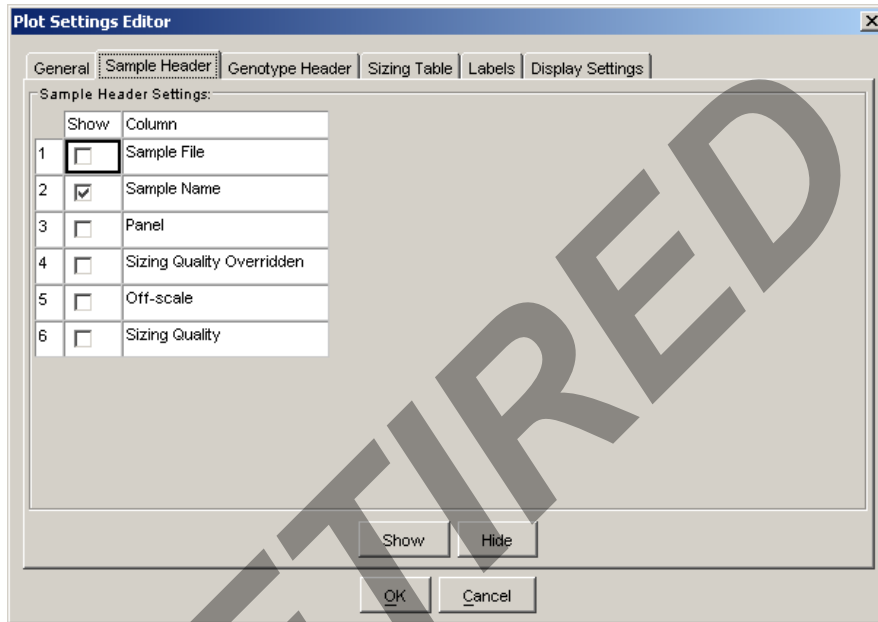 Plot Settings Editor
General Sample Header Genotype Header Sizing Table Labels Display Settings
Sample Header Settings:
Show Column
1 Sample File
2 Sample Name
3 Panel
4 Sizing Quality Overridden
5 Off-scale
6 Sizing Quality
Show Hide
OK Cancel
ETIRED